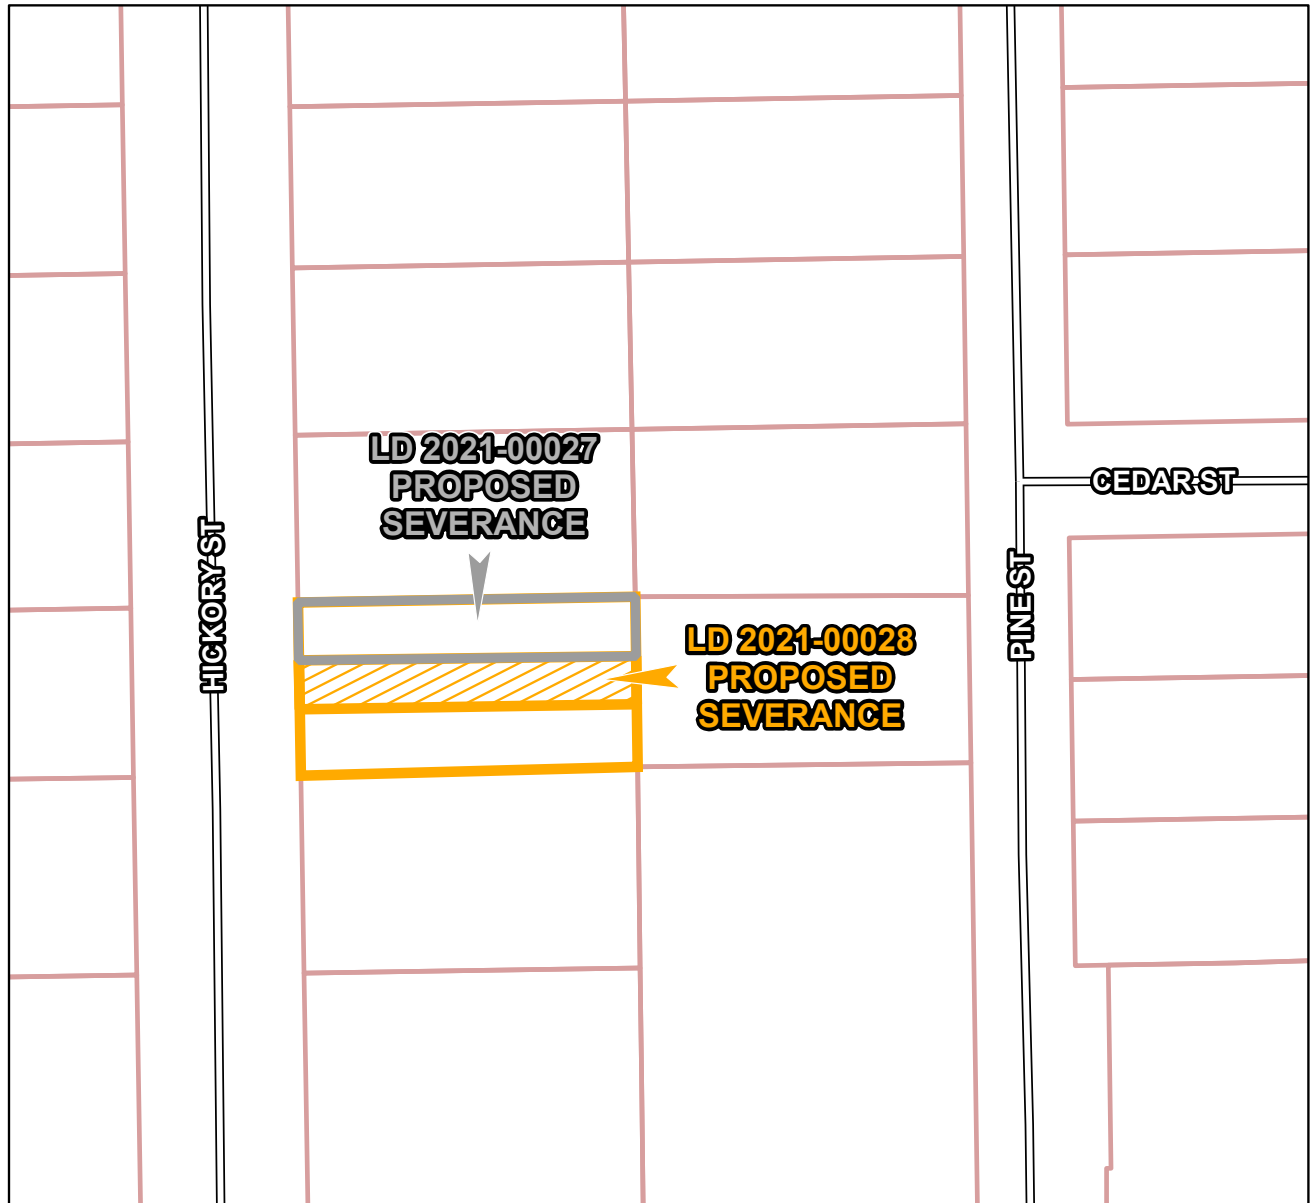 LD 2021-00027
PROPOSED
SEVERANCE
CEDAR ST
HICKORY ST
PINE ST
LD 2021-00028
PROPOSED
SEVERANCE